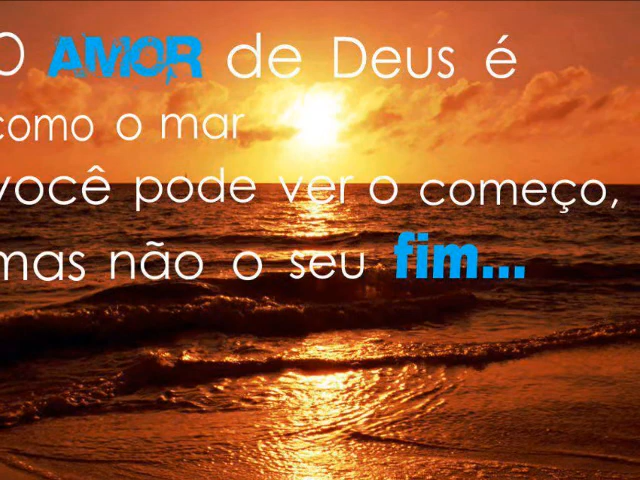 O AMOR de Deus é
como o mar
você pode ver o começo,
mas não o seu fim...